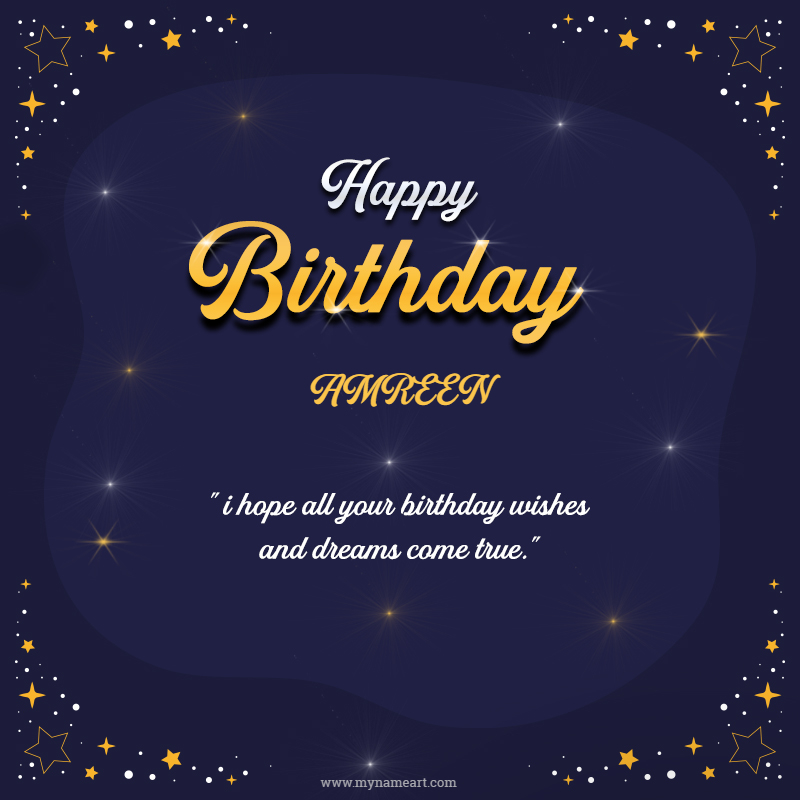 Happy
Birthday
AMREEN
" i hope all your birthday wishes
and dreams come true."
www.mynameart.com